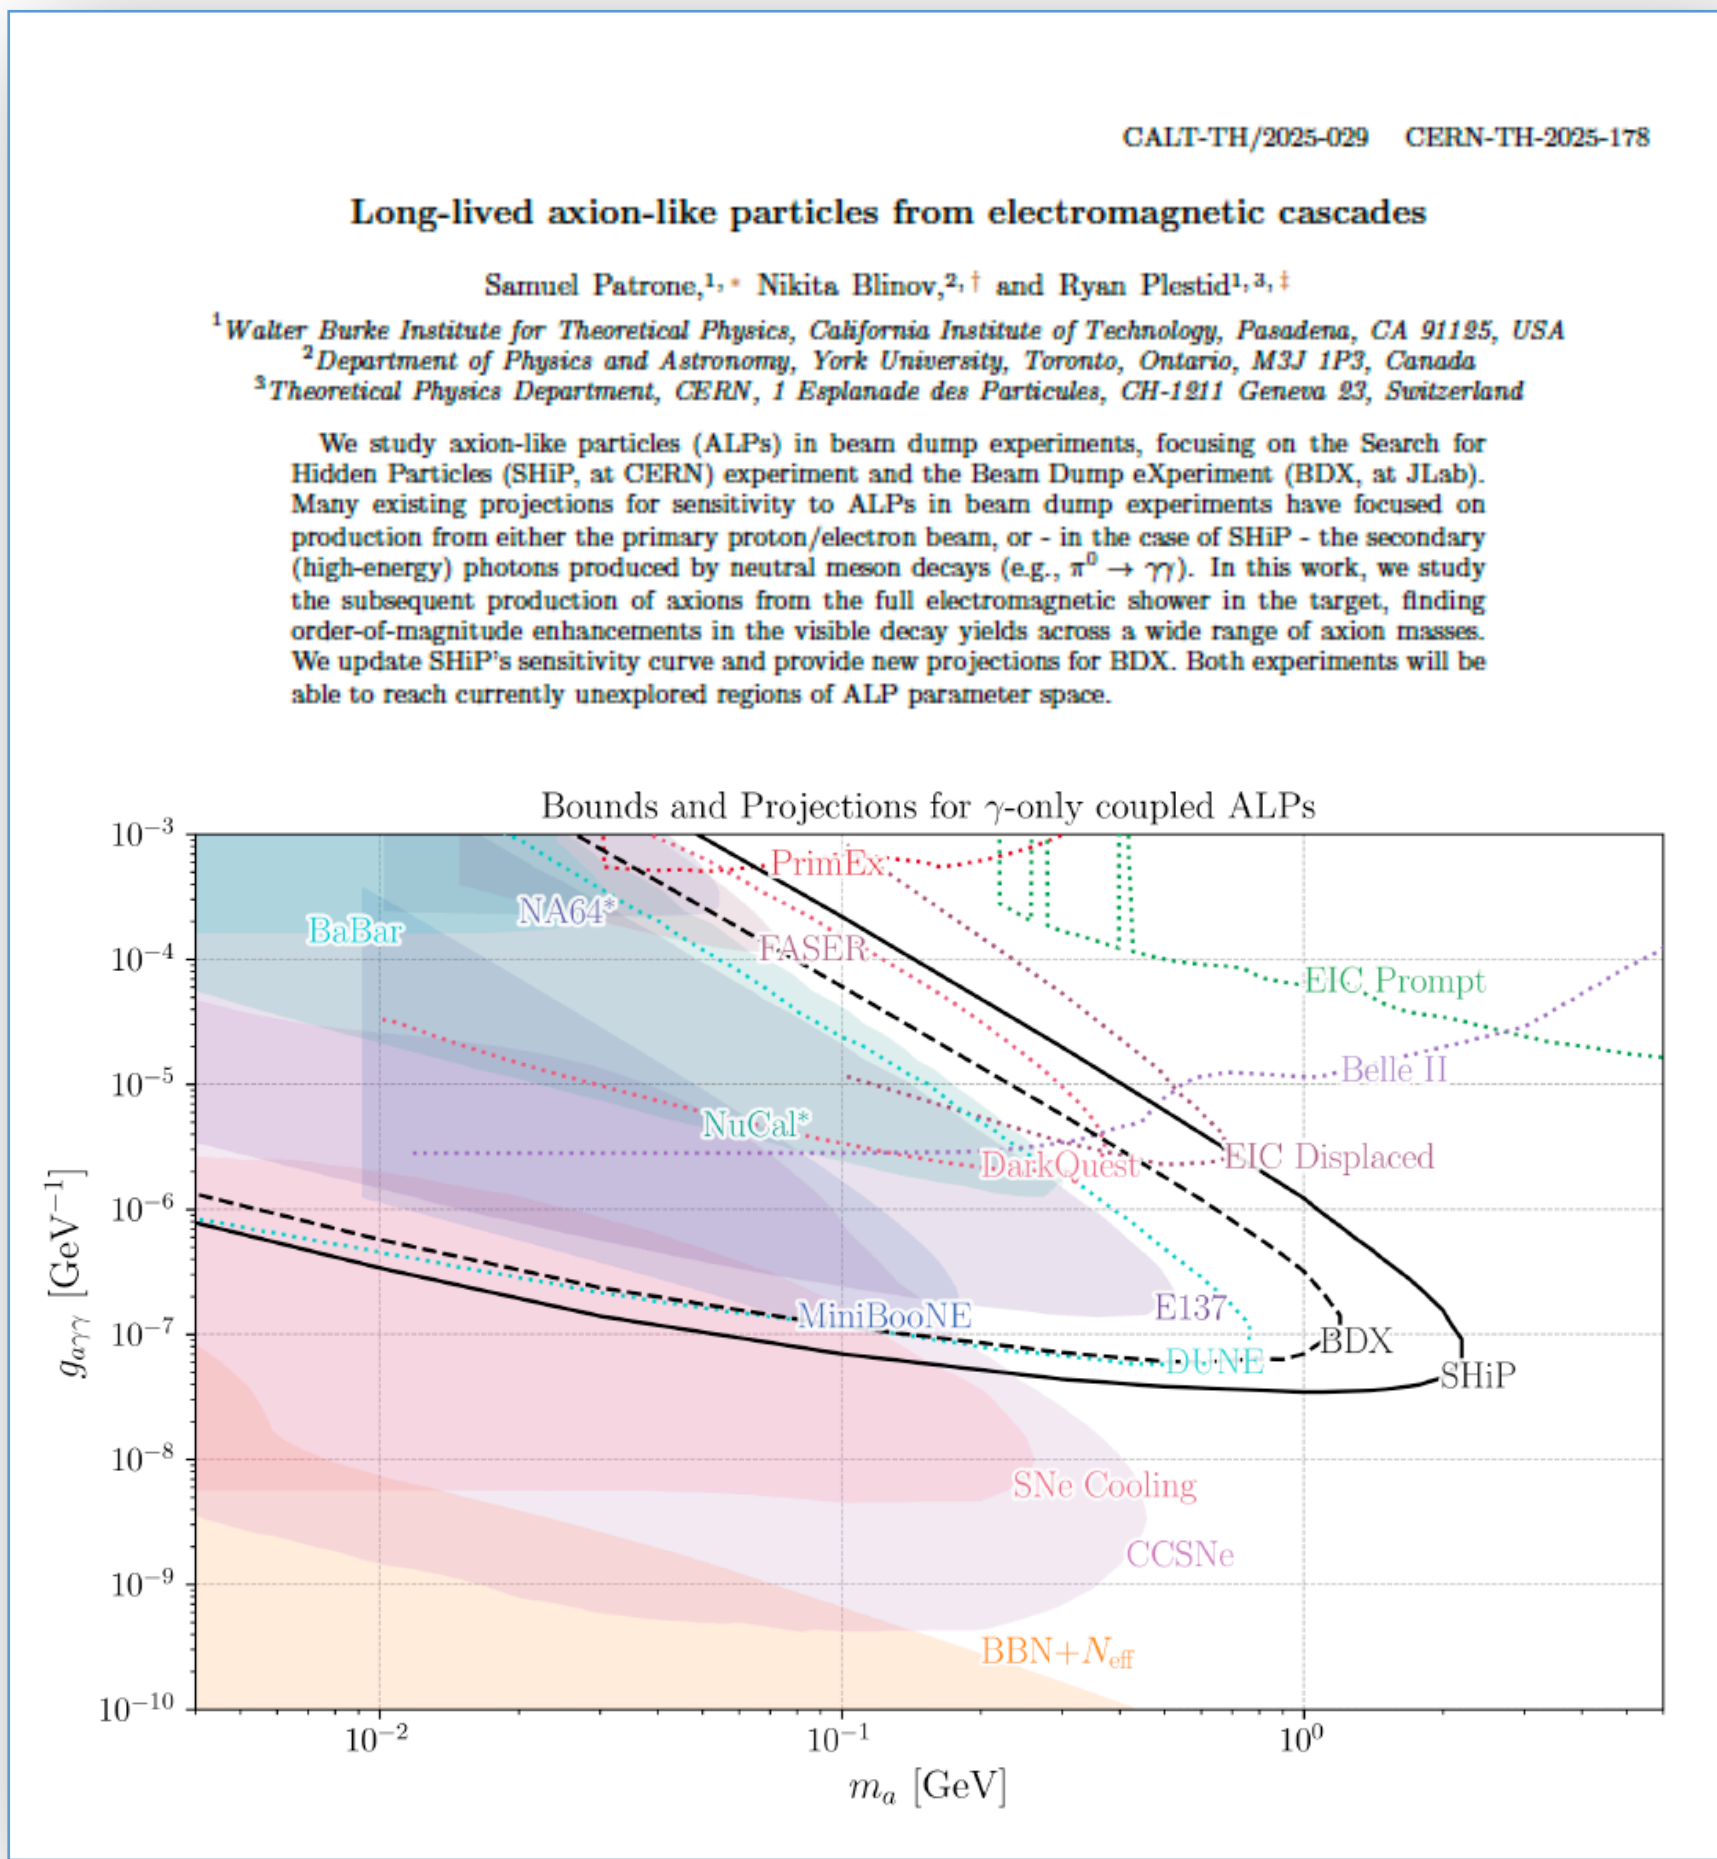 CALT-TH/2025-029 CERN-TH-2025-178
Long-lived axion-like particles from electromagnetic cascades
Samuel Patrone,¹,* Nikita Blinov,²,† and Ryan Plestid¹,³,‡
¹Walter Burke Institute for Theoretical Physics, California Institute of Technology, Pasadena, CA 91125, USA
²Department of Physics and Astronomy, York University, Toronto, Ontario, M3J 1P3, Canada
³Theoretical Physics Department, CERN, 1 Esplanade des Particules, CH-1211 Geneva 23, Switzerland
We study axion-like particles (ALPs) in beam dump experiments, focusing on the Search for
Hidden Particles (SHiP, at CERN) experiment and the Beam Dump eXperiment (BDX, at JLab).
Many existing projections for sensitivity to ALPs in beam dump experiments have focused on
production from either the primary proton/electron beam, or - in the case of SHiP - the secondary
(high-energy) photons produced by neutral meson decays (e.g., π⁰ → γγ). In this work, we study
the subsequent production of axions from the full electromagnetic shower in the target, finding
order-of-magnitude enhancements in the visible decay yields across a wide range of axion masses.
We update SHiP's sensitivity curve and provide new projections for BDX. Both experiments will be
able to reach currently unexplored regions of ALP parameter space.
Bounds and Projections for γ-only coupled ALPs
10⁻³
PrimEx
NA64*
BaBar
FASER
10⁻⁴
EIC Prompt
Belle II
10⁻⁵
NuCal*
DarkQuest
EIC Displaced
10⁻⁶
g_aγγ [GeV⁻¹]
E137
MiniBooNE
10⁻⁷
BDX
DUNE
SHiP
10⁻⁸
SNe Cooling
CCSNe
10⁻⁹
BBN+N_eff
10⁻¹⁰
10⁻² 10⁻¹ 10⁰
m_a [GeV]